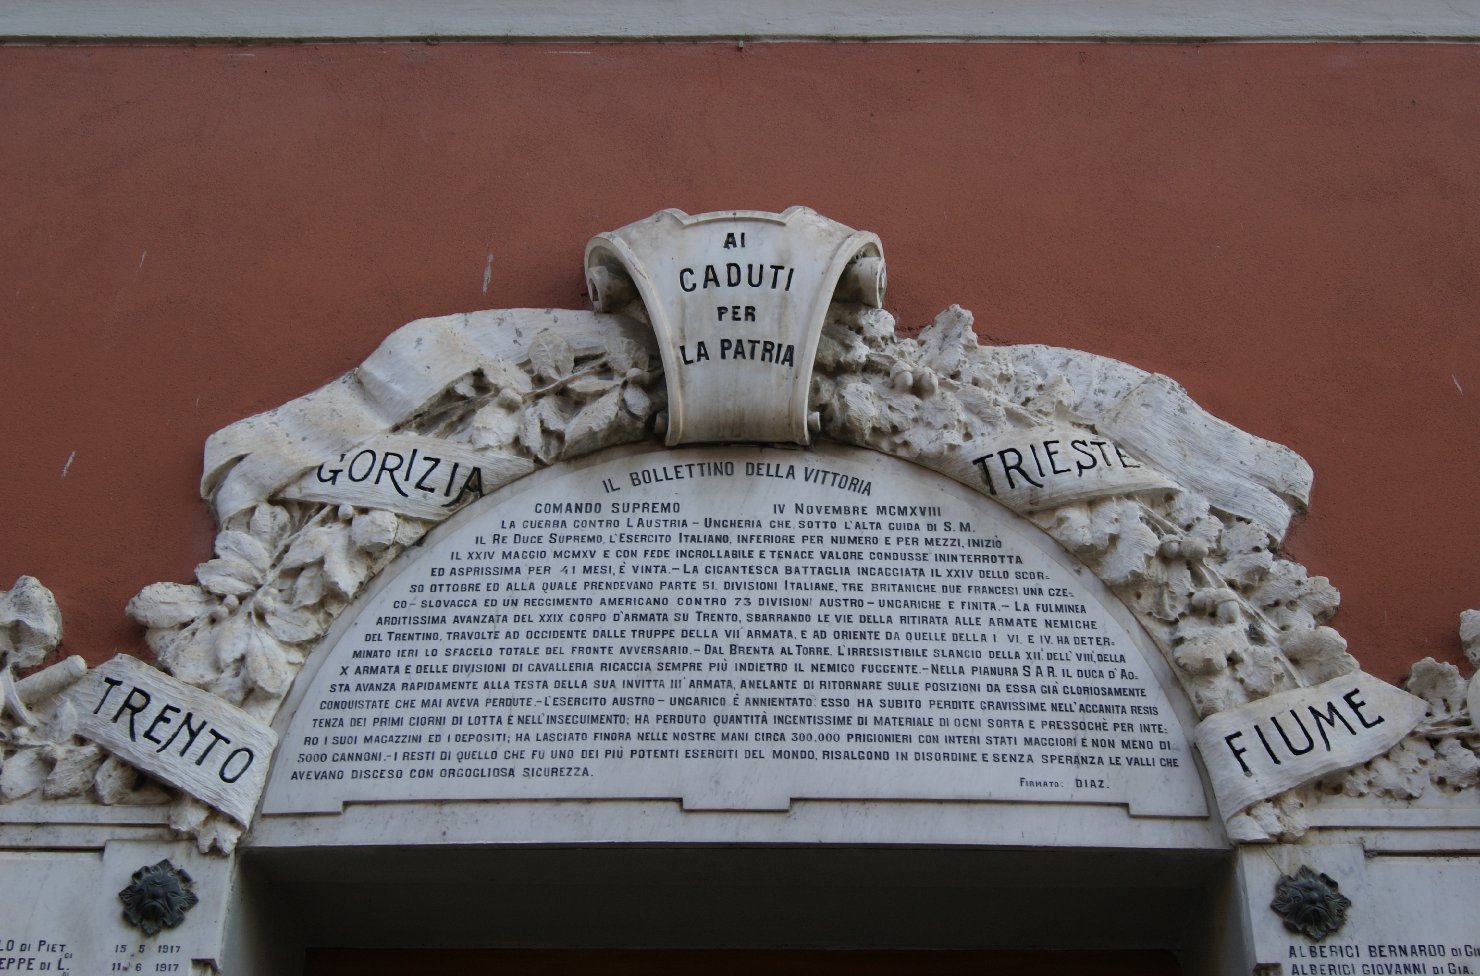 AI
CADUTI
PER
LA PATRIA
GORIZIA
TRIESTE
TRENTO
FIUME
IL BOLLETTINO DELLA VITTORIA
COMANDO SUPREMO IV NOVEMBRE MCMXVIII
LA GUERRA CONTRO L'AUSTRIA-UNGHERIA CHE, SOTTO L'ALTA GUIDA DI S.M.
IL RE DUCE SUPREMO, L'ESERCITO ITALIANO, INFERIORE PER NUMERO E PER MEZZI, INIZIÒ
IL XXIV MAGGIO MCMXV E CON FEDE INCROLLABILE E TENACE VALORE CONDUSSE ININTERROTTA
ED ASPRISSIMA PER 41 MESI, È VINTA.-LA GIGANTESCA BATTAGLIA INGAGGIATA IL XXIV DELLO SCOR-
SO OTTOBRE ED ALLA QUALE PRENDEVANO PARTE 51. DIVISIONI ITALIANE, TRE BRITANICHE DUE FRANCESI UNA CZE-
CO-SLOVACCA ED UN REGGIMENTO AMERICANO CONTRO 73 DIVISIONI AUSTRO-UNGARICHE È FINITA.-LA FULMINEA
ARDITISSIMA AVANZATA DEL XXIX CORPO D'ARMATA SU TRENTO, SBARRANDO LE VIE DELLA RITIRATA ALLE ARMATE NEMICHE
DEL TRENTINO, TRAVOLTE AD OCCIDENTE DALLE TRUPPE DELLA VII ARMATA, E AD ORIENTE DA QUELLE DELLA I VI, E IV. HA DETER-
MINATO IERI LO SFACELO TOTALE DEL FRONTE AVVERSARIO.-DAL BRENTA AL TORRE L'IRRESISTIBILE SLANCIO DELLA XII DELL' VIII DELLA
X ARMATA E DELLE DIVISIONI DI CAVALLERIA RICACCIA SEMPRE PIÙ INDIETRO IL NEMICO FUGGENTE.-NELLA PIANURA S.A.R. IL DUCA D'AO-
STA AVANZA RAPIDAMENTE ALLA TESTA DELLA SUA INVITTA III ARMATA, ANELANTE DI RITORNARE SULLE POSIZIONI DA ESSA GIÀ GLORIOSAMENTE
CONQUISTATE CHE MAI AVEVA PERDUTE.-L'ESERCITO AUSTRO-UNGARICO È ANNIENTATO. ESSO HA SUBITO PERDITE GRAVISSIME NELL'ACCANITA RESIS
TENZA DEI PRIMI GIORNI DI LOTTA E NELL'INSEGUIMENTO; HA PERDUTO QUANTITÀ INGENTISSIME DI MATERIALE DI OGNI SORTA E PRESSOCHÈ PER INTE-
RO I SUOI MAGAZZINI ED I DEPOSITI; HA LASCIATO FINORA NELLE NOSTRE MANI CIRCA 300.000 PRIGIONIERI CON INTERI STATI MAGGIORI E NON MENO DI
5000 CANNONI.-I RESTI DI QUELLO CHE FU UNO DEI PIÙ POTENTI ESERCITI DEL MONDO, RISALGONO IN DISORDINE E SENZA SPERANZA LE VALLI CHE
AVEVANO DISCESO CON ORGOGLIOSA SICUREZZA.
FIRMATO: DIAZ.
LO DI PIET. 15 5 1917
EPPE DI L. 11 6 1917
ALBERICI BERNARDO DI GI
ALBERICI GIOVANNI DI